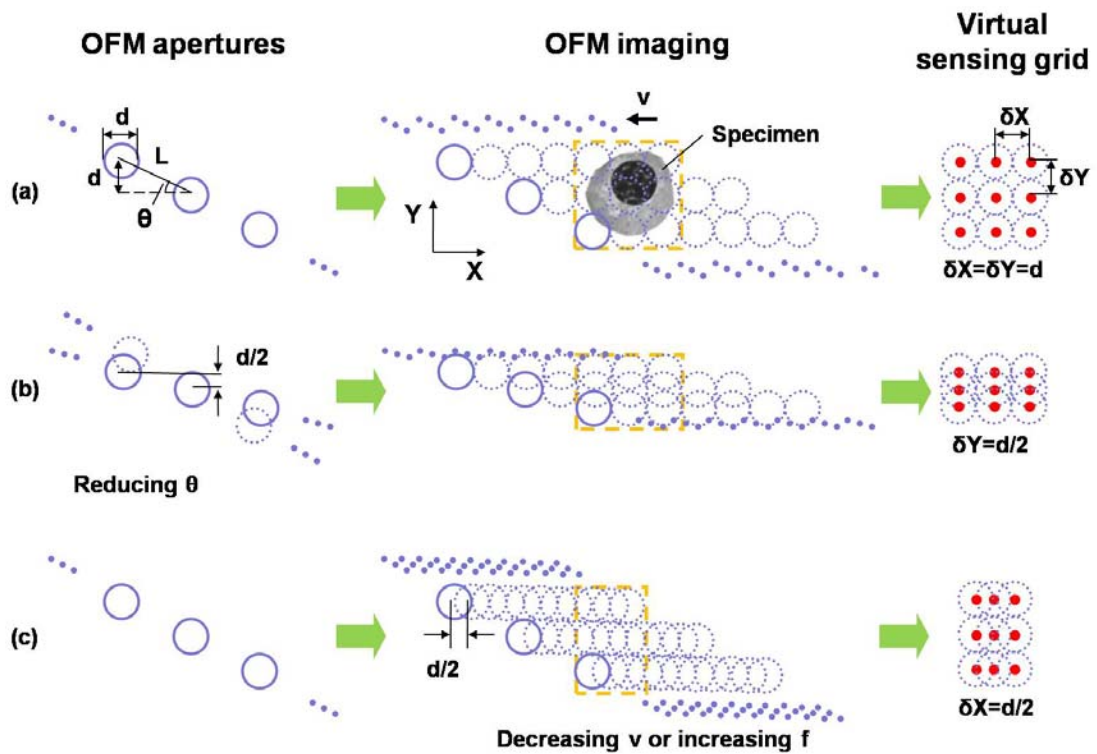 OFM apertures
OFM imaging
Virtual
sensing grid
(a)
d
L
d
θ
v
Specimen
Y
X
δX
δY
δX=δY=d
(b)
d/2
Reducing θ
δY=d/2
(c)
d/2
Decreasing v or increasing f
δX=d/2